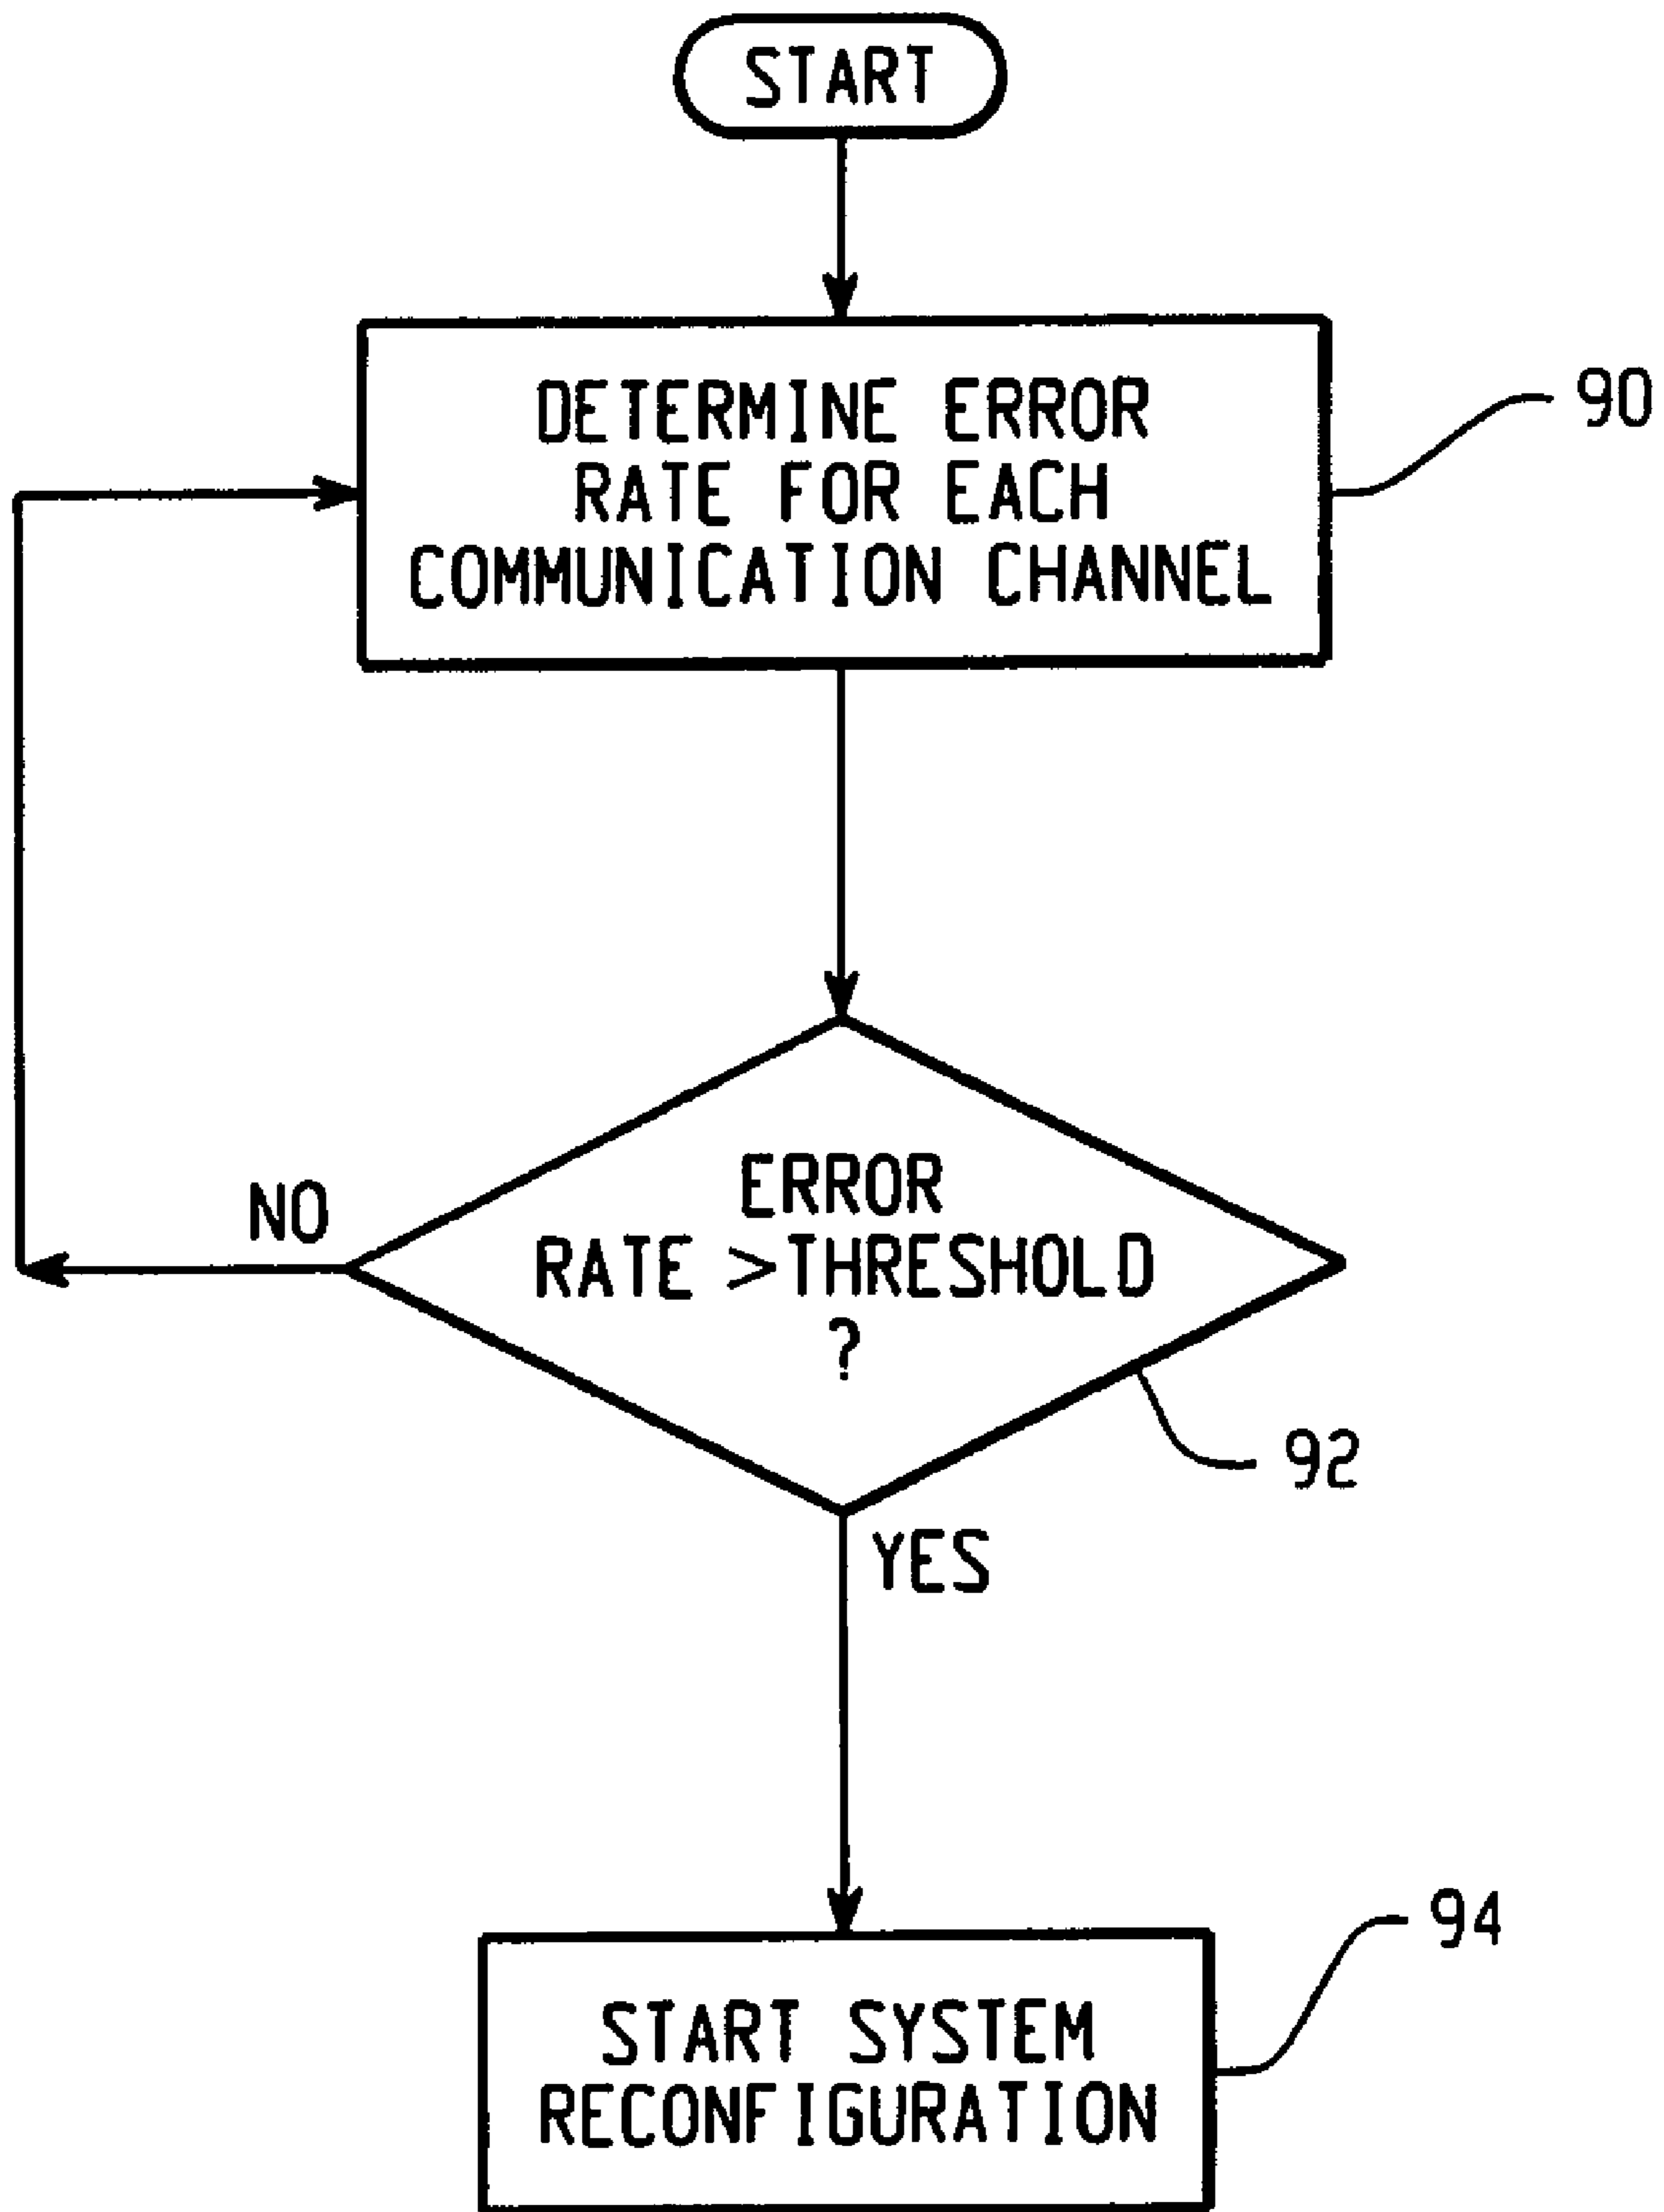 START
DETERMINE ERROR
RATE FOR EACH
COMMUNICATION CHANNEL
90
NO
ERROR
RATE >THRESHOLD
?
92
YES
94
START SYSTEM
RECONFIGURATION